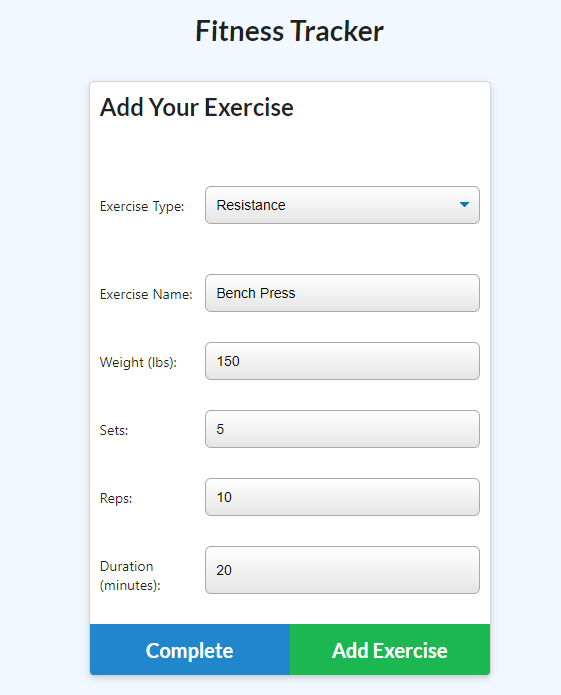 Fitness Tracker
Add Your Exercise
Exercise Type: Resistance
Exercise Name: Bench Press
Weight (lbs): 150
Sets: 5
Reps: 10
Duration
(minutes): 20
Complete Add Exercise